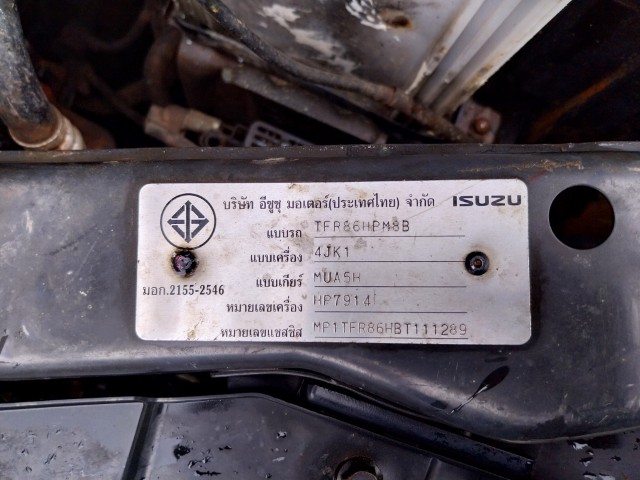 บริษัท อีซูซุ มอเตอร์(ประเทศไทย) จำกัด ISUZU
แบบรถ TFR86HPM8B
แบบเครื่อง 4JK1
แบบเกียร์ MUA5H
มอก.2155-2546
หมายเลขเครื่อง HP7914
หมายเลขแชสซิส MP1TFR86HBT111289